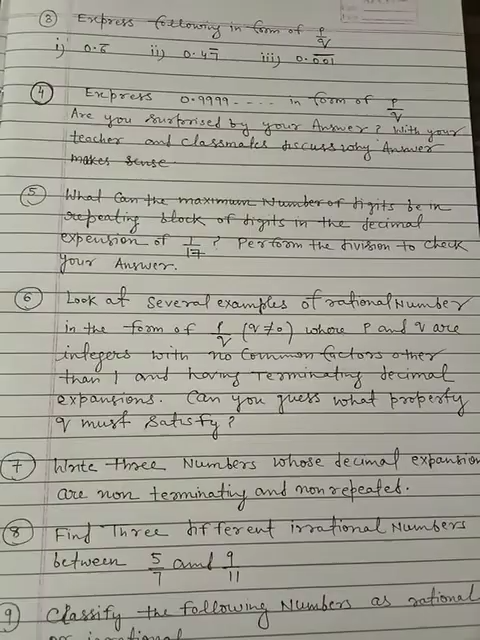 ③ Express following in form of p/q
i) 0.6̅ ii) 0.47̅ iii) 0.0̅0̅1̅
④ Express 0.9999..... in form of p/q
Are you surprised by your Answer? With your
teacher and classmates discuss why Answer
makes sense
⑤ What can the maximum Number of digits be in
repeating block of digits in the decimal
expension of 1/17? Perform the division to check
your Answer.
⑥ Look at several examples of rational Number
in the form of p/q (q≠0) whore P and q are
integers with no common factors other
than 1 and having terminating decimal
expansions. Can you guess what property
q must satisfy?
⑦ Write three Numbers whose decimal expansion
are non terminating and non repeated.
⑧ Find Three different irrational Numbers
between 5/7 and 9/11
⑨ Classify the following Numbers as rational
or irrational